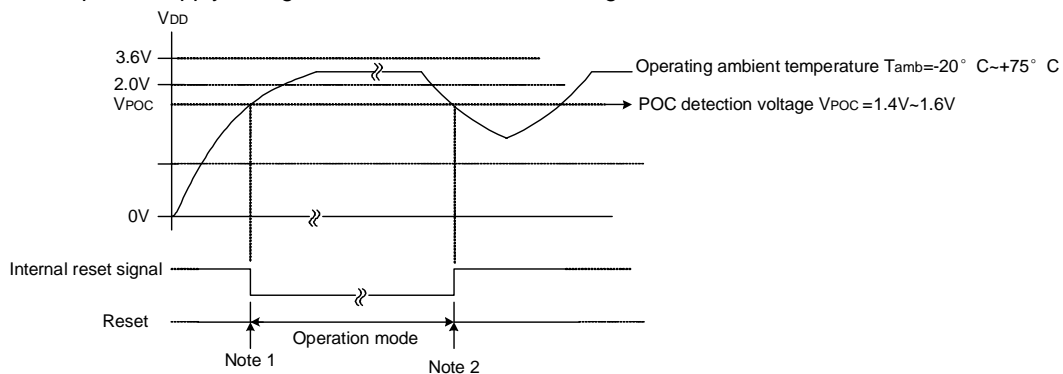 VDD
3.6V
Operating ambient temperature Tamb=-20° C~+75° C
2.0V
VPOC
POC detection voltage VPOC =1.4V~1.6V
0V
Internal reset signal
Reset
Operation mode
Note 1
Note 2